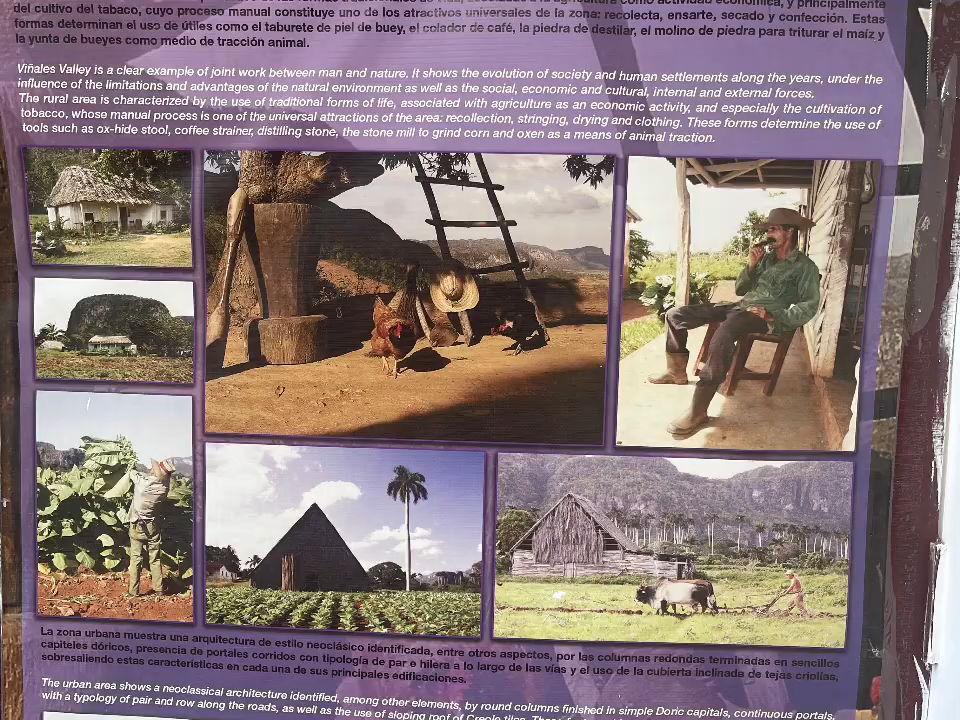 del cultivo del tabaco, cuyo proceso manual constituye uno de los atractivos universales de la zona: recolecta, ensarte, secado y confección. Estas
formas determinan el uso de útiles como el taburete de piel de buey, el colador de café, la piedra de destilar, el molino de piedra para triturar el maíz y
la yunta de bueyes como medio de tracción animal.
Viñales Valley is a clear example of joint work between man and nature. It shows the evolution of society and human settlements along the years, under the
influence of the limitations and advantages of the natural environment as well as the social, economic and cultural, internal and external forces.
The rural area is characterized by the use of traditional forms of life, associated with agriculture as an economic activity, and especially the cultivation of
tobacco, whose manual process is one of the universal attractions of the area: recollection, stringing, drying and clothing. These forms determine the use of
tools such as ox-hide stool, coffee strainer, distilling stone, the stone mill to grind corn and oxen as a means of animal traction.
La zona urbana muestra una arquitectura de estilo neoclásico identificada, entre otros aspectos, por las columnas redondas terminadas en sencillos
capiteles dóricos, presencia de portales corridos con tipología de par e hilera a lo largo de las vías y el uso de la cubierta inclinada de tejas criollas,
sobresaliendo estas características en cada una de sus principales edificaciones.
The urban area shows a neoclassical architecture identified, among other elements, by round columns finished in simple Doric capitals, continuous portals,
with a typology of pair and row along the roads, as well as the use of sloping roof of Creole tiles.